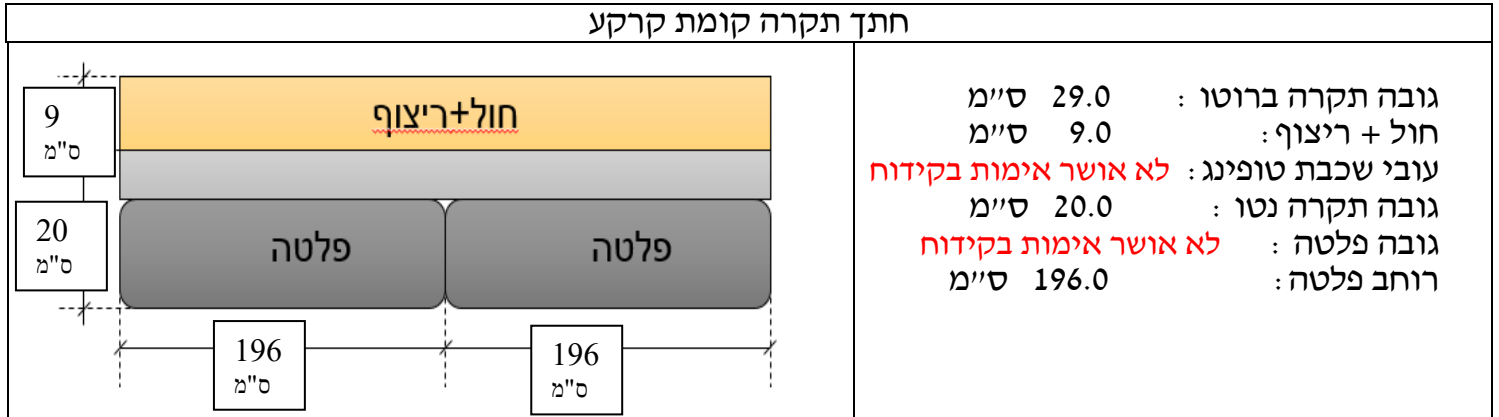 חתך תקרה קומת קרקע
גובה תקרה ברוטו : 29.0 ס״מ
חול + ריצוף : 9.0 ס״מ
עובי שכבת טופינג : לא אושר אימות בקידוח
גובה תקרה נטו : 20.0 ס״מ
גובה פלטה : לא אושר אימות בקידוח
רוחב פלטה : 196.0 ס״מ
חול+ריצוף
9
ס"מ
פלטה
פלטה
20
ס"מ
196
ס"מ
196
ס"מ